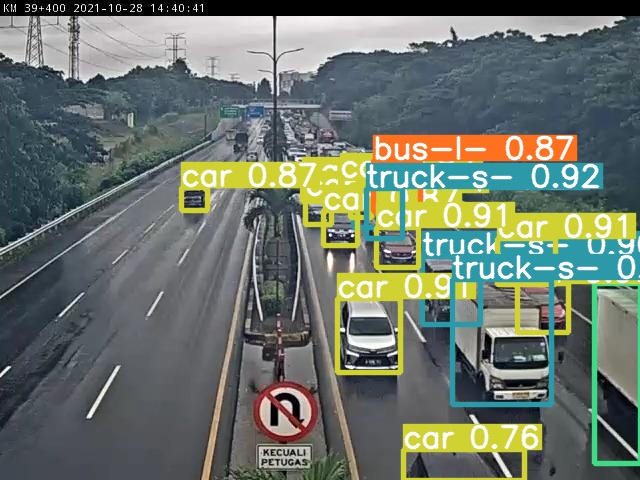 KM 39+400 2021-10-28 14:40:41
bus-l- 0.87
car 0.87
truck-s- 0.92
car 0.91
car 0.91
truck-s-
truck-s-
car 0.91
car 0.76
KECUALI
PETUGAS